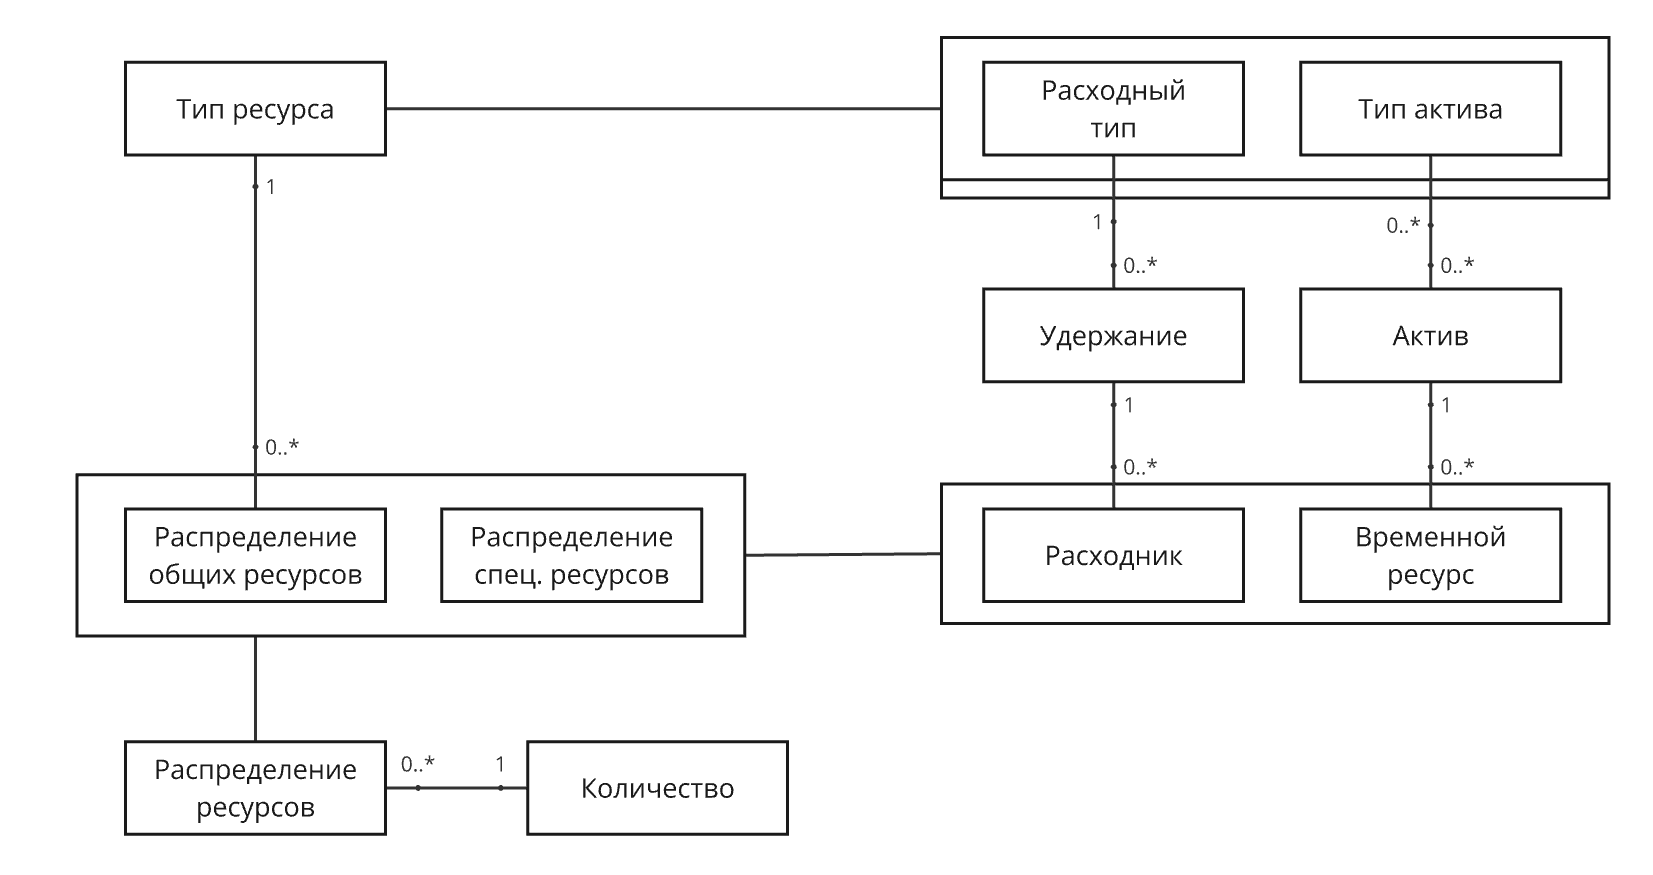 Тип ресурса
Расходный
тип
Тип актива
1
1
0..*
0..*
0..*
Удержание
Актив
1
1
0..*
0..*
0..*
Распределение
общих ресурсов
Распределение
спец. ресурсов
Расходник
Временной
ресурс
Распределение
ресурсов
0..*
1
Количество